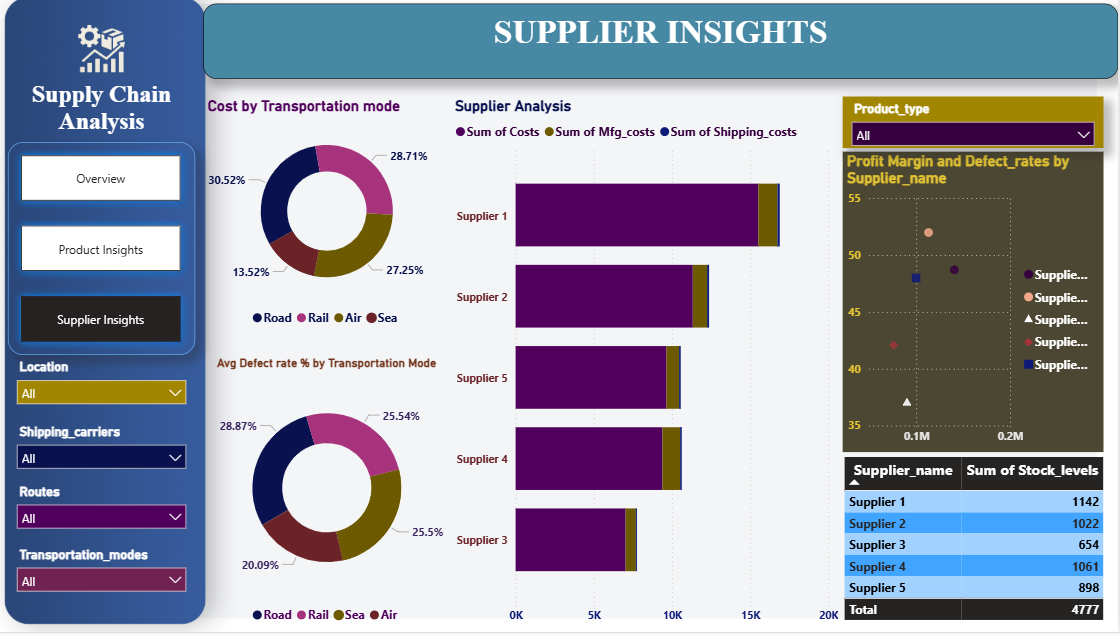 SUPPLIER INSIGHTS
Supply Chain
Analysis
Overview
Product Insights
Supplier Insights
Location
All
Shipping_carriers
All
Routes
All
Transportation_modes
All
Cost by Transportation mode
28.71%
30.52%
13.52%
27.25%
Road Rail Air Sea
Avg Defect rate % by Transportation Mode
25.54%
28.87%
25.5%
20.09%
Road Rail Sea Air
Supplier Analysis
Sum of Costs Sum of Mfg_costs Sum of Shipping_costs
Supplier 1
Supplier 2
Supplier 5
Supplier 4
Supplier 3
0K 5K 10K 15K 20K
Product_type
All
Profit Margin and Defect_rates by
Supplier_name
55
50
45
40
35
0.1M 0.2M
Supplie...
Supplie...
Supplie...
Supplie...
Supplie...
Supplier_name Sum of Stock_levels
Supplier 1 1142
Supplier 2 1022
Supplier 3 654
Supplier 4 1061
Supplier 5 898
Total 4777